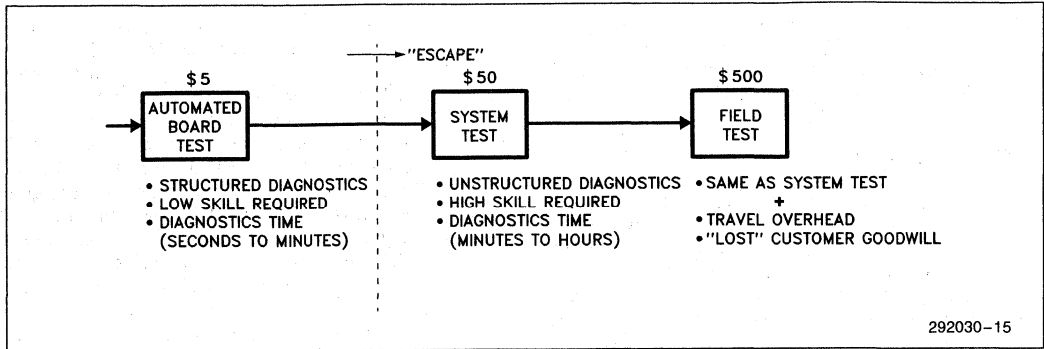 "ESCAPE"
$5
AUTOMATED
BOARD
TEST
• STRUCTURED DIAGNOSTICS
• LOW SKILL REQUIRED
• DIAGNOSTICS TIME
(SECONDS TO MINUTES)
$50
SYSTEM
TEST
• UNSTRUCTURED DIAGNOSTICS
• HIGH SKILL REQUIRED
• DIAGNOSTICS TIME
(MINUTES TO HOURS)
$500
FIELD
TEST
• SAME AS SYSTEM TEST
+
• TRAVEL OVERHEAD
• "LOST" CUSTOMER GOODWILL
292030-15